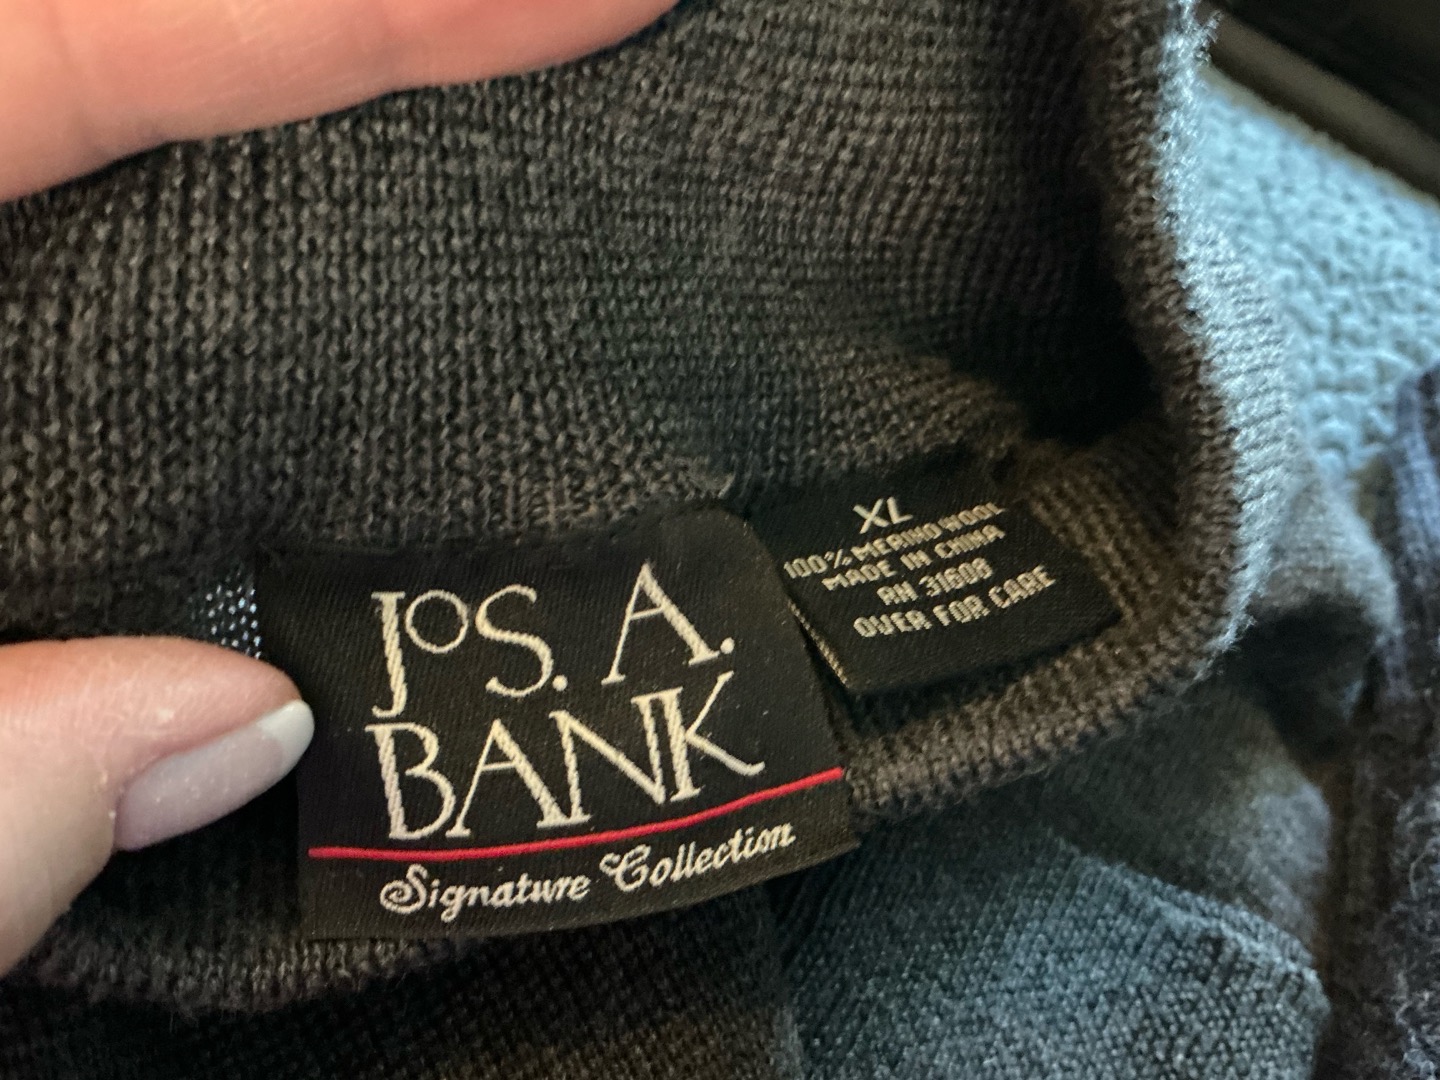 JoS. A.
BANK
Signature Collection
XL
100% MERINO WOOL
MADE IN CHINA
RN 31608
OVER FOR CARE